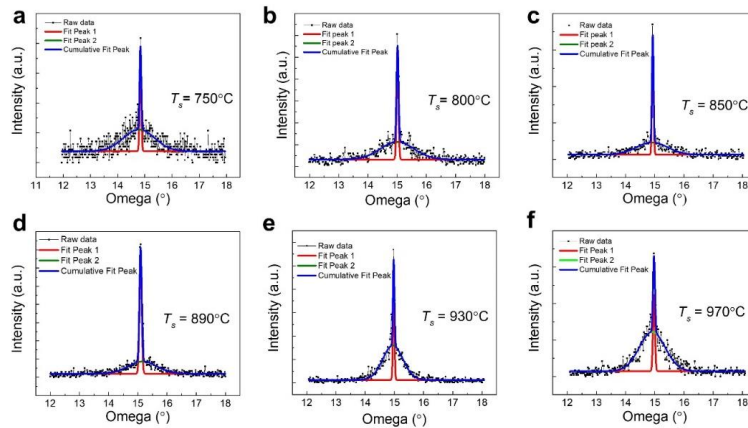 a
Raw data
Fit Peak 1
Fit Peak 2
Cumulative Fit Peak
Ts = 750°C
Intensity (a.u.)
11 12 13 14 15 16 17 18
Omega (°)
b
Raw data
Fit peak 1
Fit Peak 2
Cumulative Fit Peak
Ts = 800°C
Intensity (a.u.)
12 13 14 15 16 17 18
Omega (°)
c
Raw data
Fit Peak 1
Fit peak 2
Cumulative Fit Peak
Ts = 850°C
Intensity (a.u.)
12 13 14 15 16 17 18
Omega (°)
d
Raw data
Fit Peak 1
Fit Peak 2
Cumulative Fit Peak
Ts = 890°C
Intensity (a.u.)
12 13 14 15 16 17 18
Omega (°)
e
Raw data
Fit Peak 1
Fit Peak 2
Cumulative Fit Peak
Ts = 930°C
Intensity (a.u.)
12 13 14 15 16 17 18
Omega (°)
f
Raw data
Fit Peak 1
Fit Peak 2
Cumulative Fit Peak
Ts = 970°C
Intensity (a.u.)
12 13 14 15 16 17 18
Omega (°)